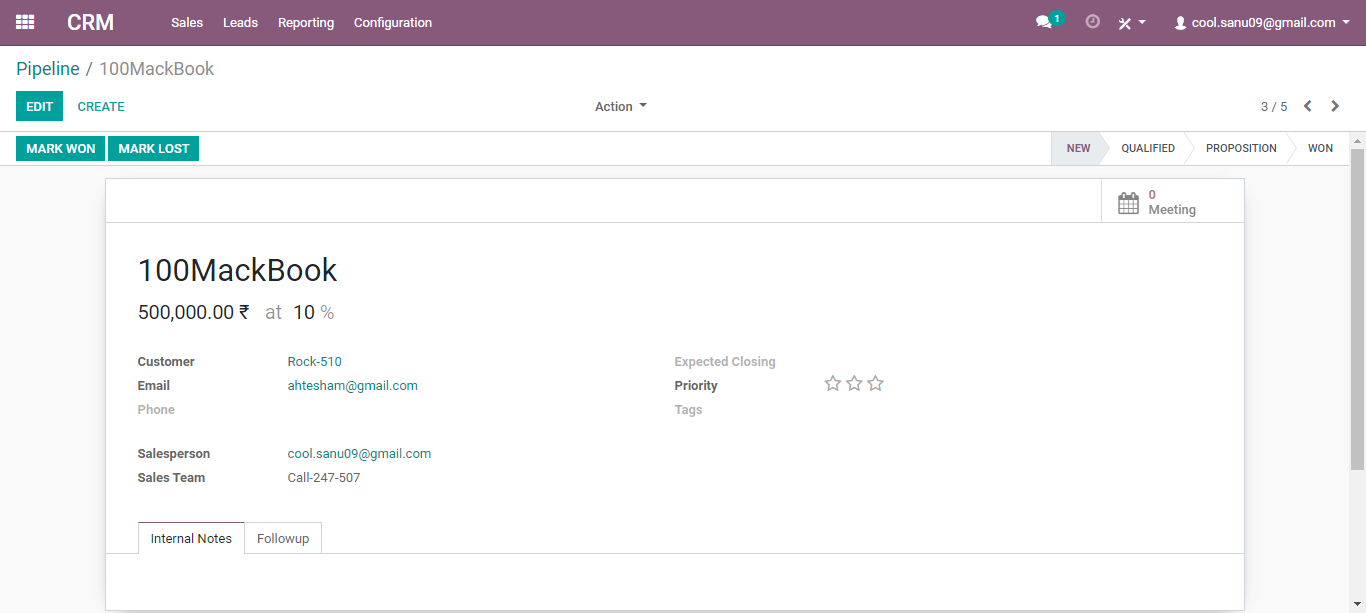 CRM Sales Leads Reporting Configuration 1 cool.sanu09@gmail.com
Pipeline / 100MackBook
EDIT CREATE Action 3 / 5
MARK WON MARK LOST NEW QUALIFIED PROPOSITION WON
0
Meeting
100MackBook
500,000.00 ₹ at 10 %
Customer Rock-510 Expected Closing
Email ahtesham@gmail.com Priority
Phone Tags
Salesperson cool.sanu09@gmail.com
Sales Team Call-247-507
Internal Notes Followup